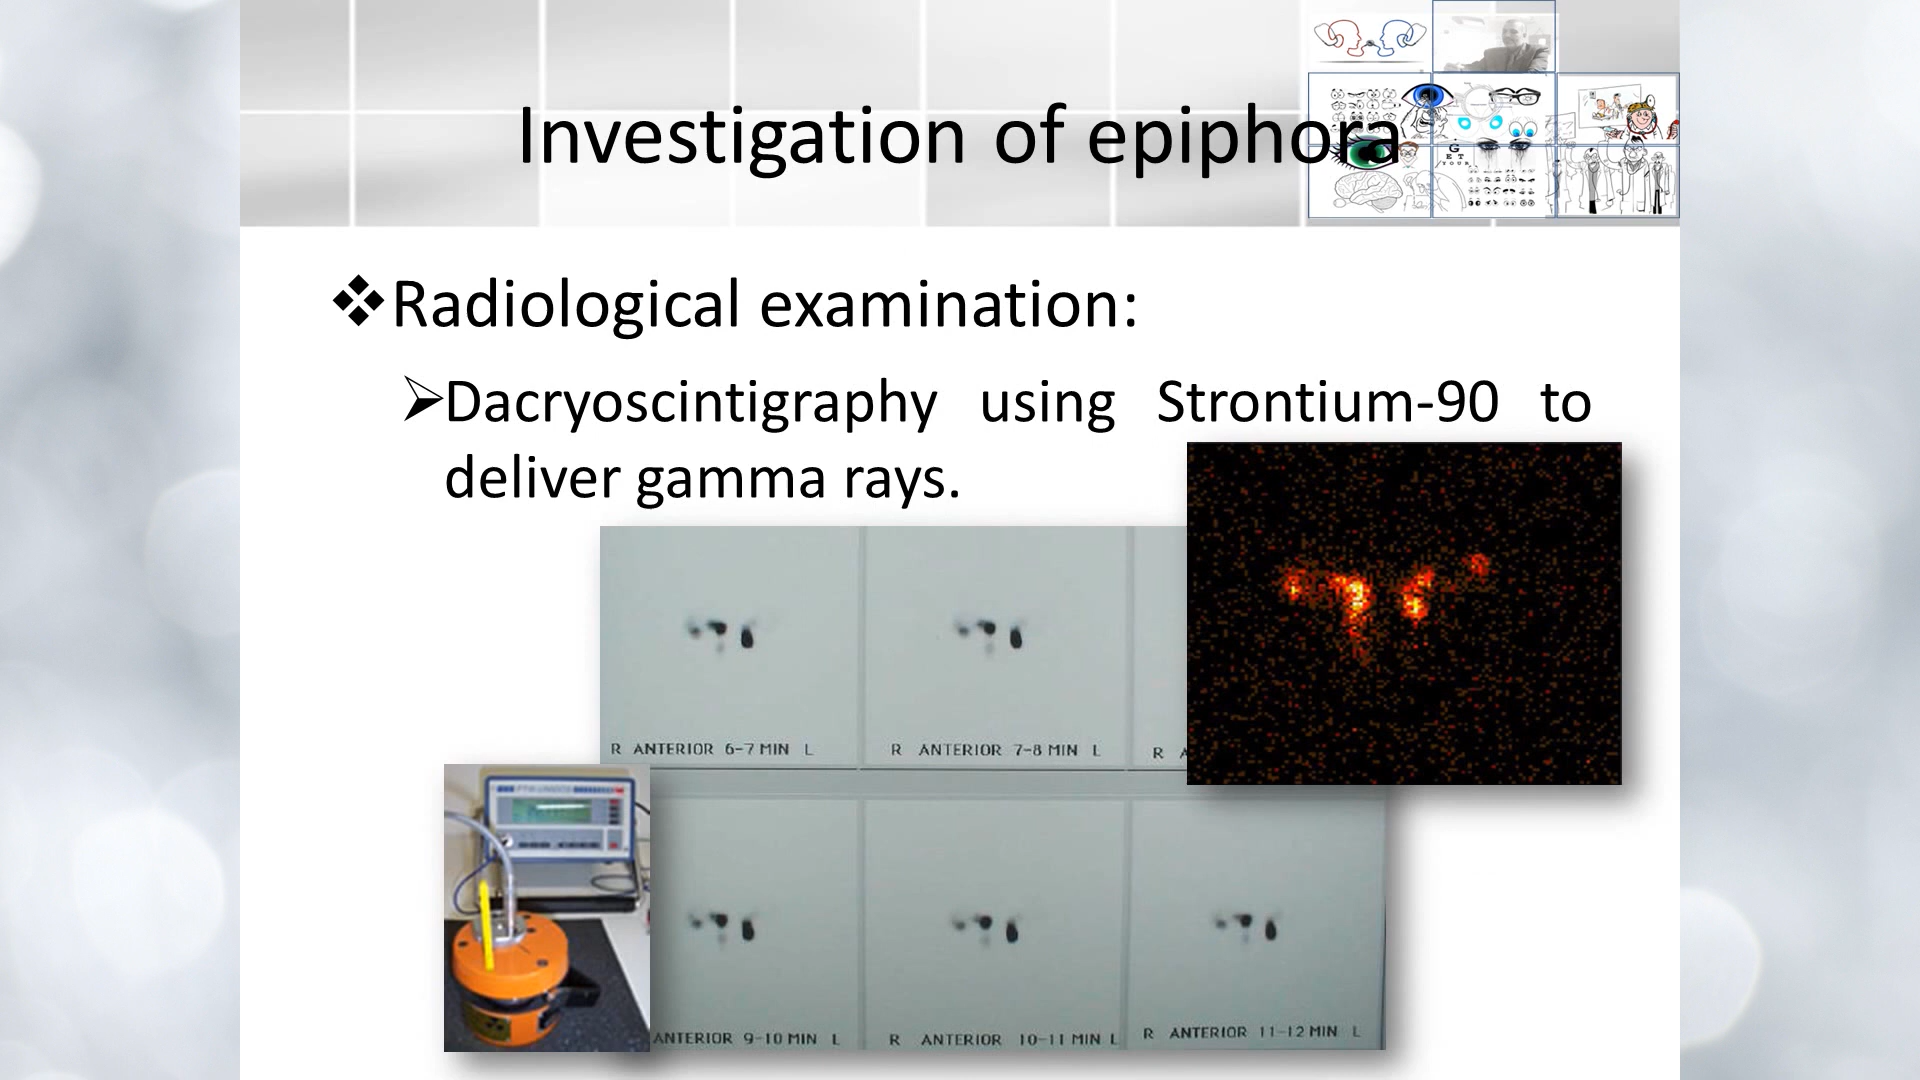 Investigation of epiphora
G
E T
Y O U R
Radiological examination:
Dacryoscintigraphy using Strontium-90 to
deliver gamma rays.
R ANTERIOR 6-7 MIN L
R ANTERIOR 7-8 MIN L
R A
ANTERIOR 9-10 MIN L
R ANTERIOR 10-11 MIN L
R ANTERIOR 11-12 MIN L